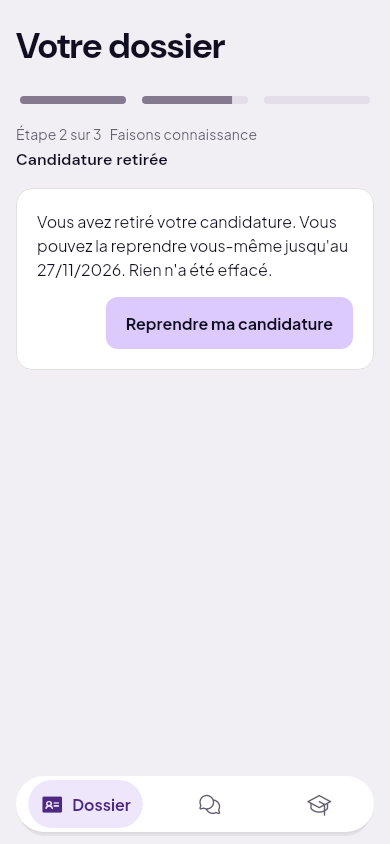 Votre dossier
Étape 2 sur 3 Faisons connaissance
Candidature retirée
Vous avez retiré votre candidature. Vous
pouvez la reprendre vous-même jusqu'au
27/11/2026. Rien n'a été effacé.
Reprendre ma candidature
Dossier